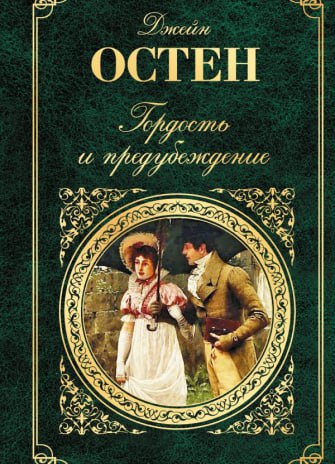 Джейн
ОСТЕН
Гордость
и предубеждение